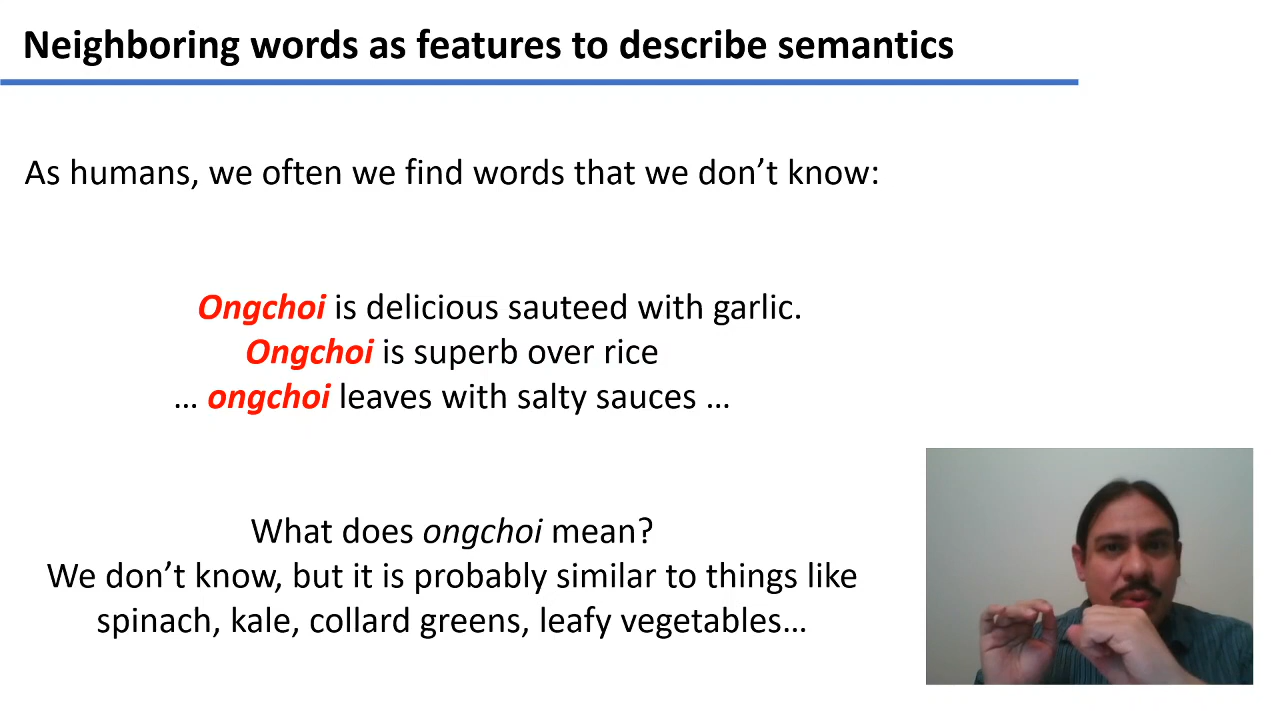 Neighboring words as features to describe semantics
As humans, we often we find words that we don’t know:
Ongchoi is delicious sauteed with garlic.
Ongchoi is superb over rice
… ongchoi leaves with salty sauces …
What does ongchoi mean?
We don’t know, but it is probably similar to things like
spinach, kale, collard greens, leafy vegetables…